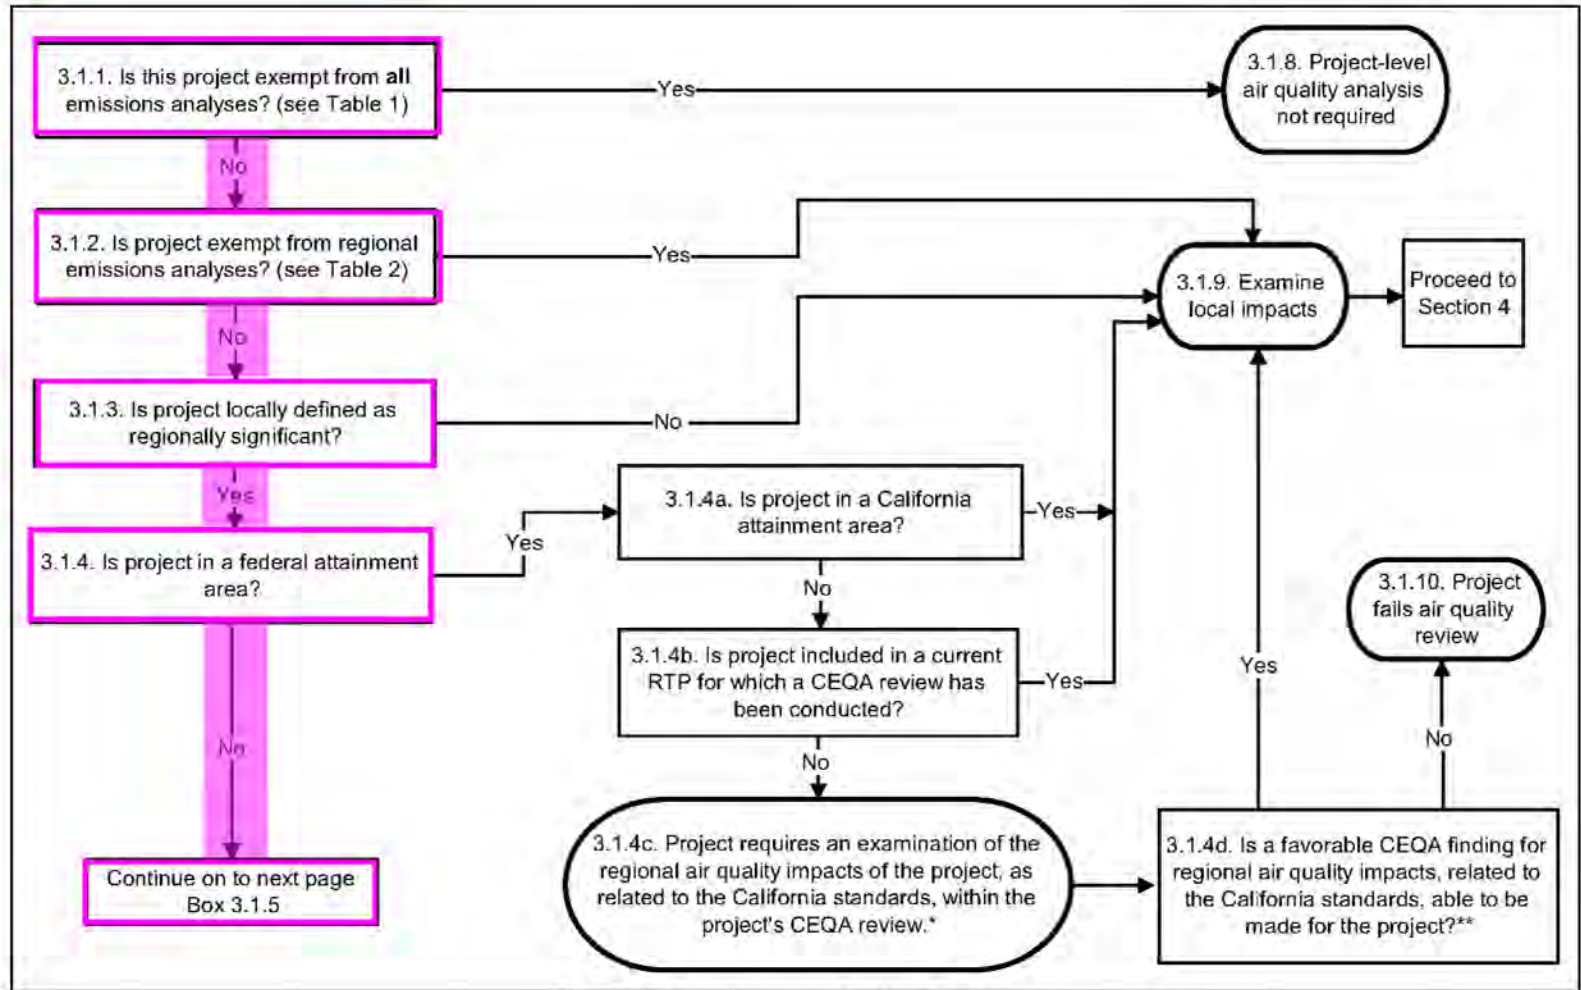 3.1.1. Is this project exempt from all
emissions analyses? (see Table 1)
Yes
3.1.8. Project-level
air quality analysis
not required
No
3.1.2. Is project exempt from regional
emissions analyses? (see Table 2)
Yes
3.1.9. Examine
local impacts
Proceed to
Section 4
No
3.1.3. Is project locally defined as
regionally significant?
No
Yes
3.1.4. Is project in a federal attainment
area?
Yes
3.1.4a. Is project in a California
attainment area?
Yes
No
3.1.4b. Is project included in a current
RTP for which a CEQA review has
been conducted?
Yes
Yes
3.1.10. Project
fails air quality
review
No
No
No
3.1.4c. Project requires an examination of the
regional air quality impacts of the project, as
related to the California standards, within the
project's CEQA review.*
3.1.4d. Is a favorable CEQA finding for
regional air quality impacts, related to
the California standards, able to be
made for the project?**
Continue on to next page
Box 3.1.5